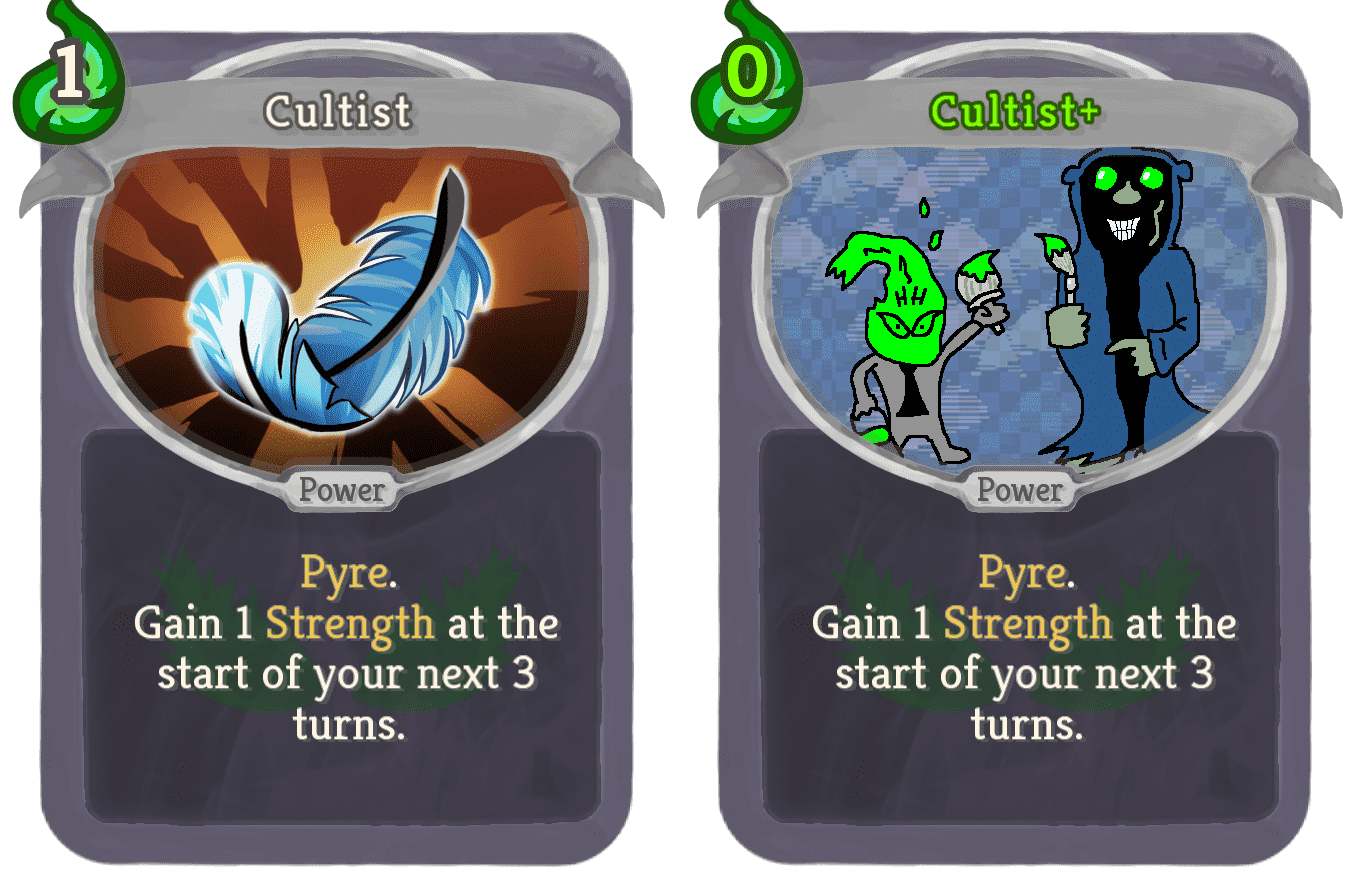 1
Cultist
Power
Pyre.
Gain 1 Strength at the
start of your next 3
turns.
0
Cultist+
Power
Pyre.
Gain 1 Strength at the
start of your next 3
turns.